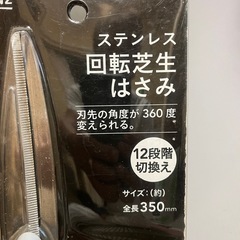 ステンレス
回転芝生
はさみ
刃先の角度が360度
変えられる。
12段階
切換え
サイズ:(約)
全長350mm